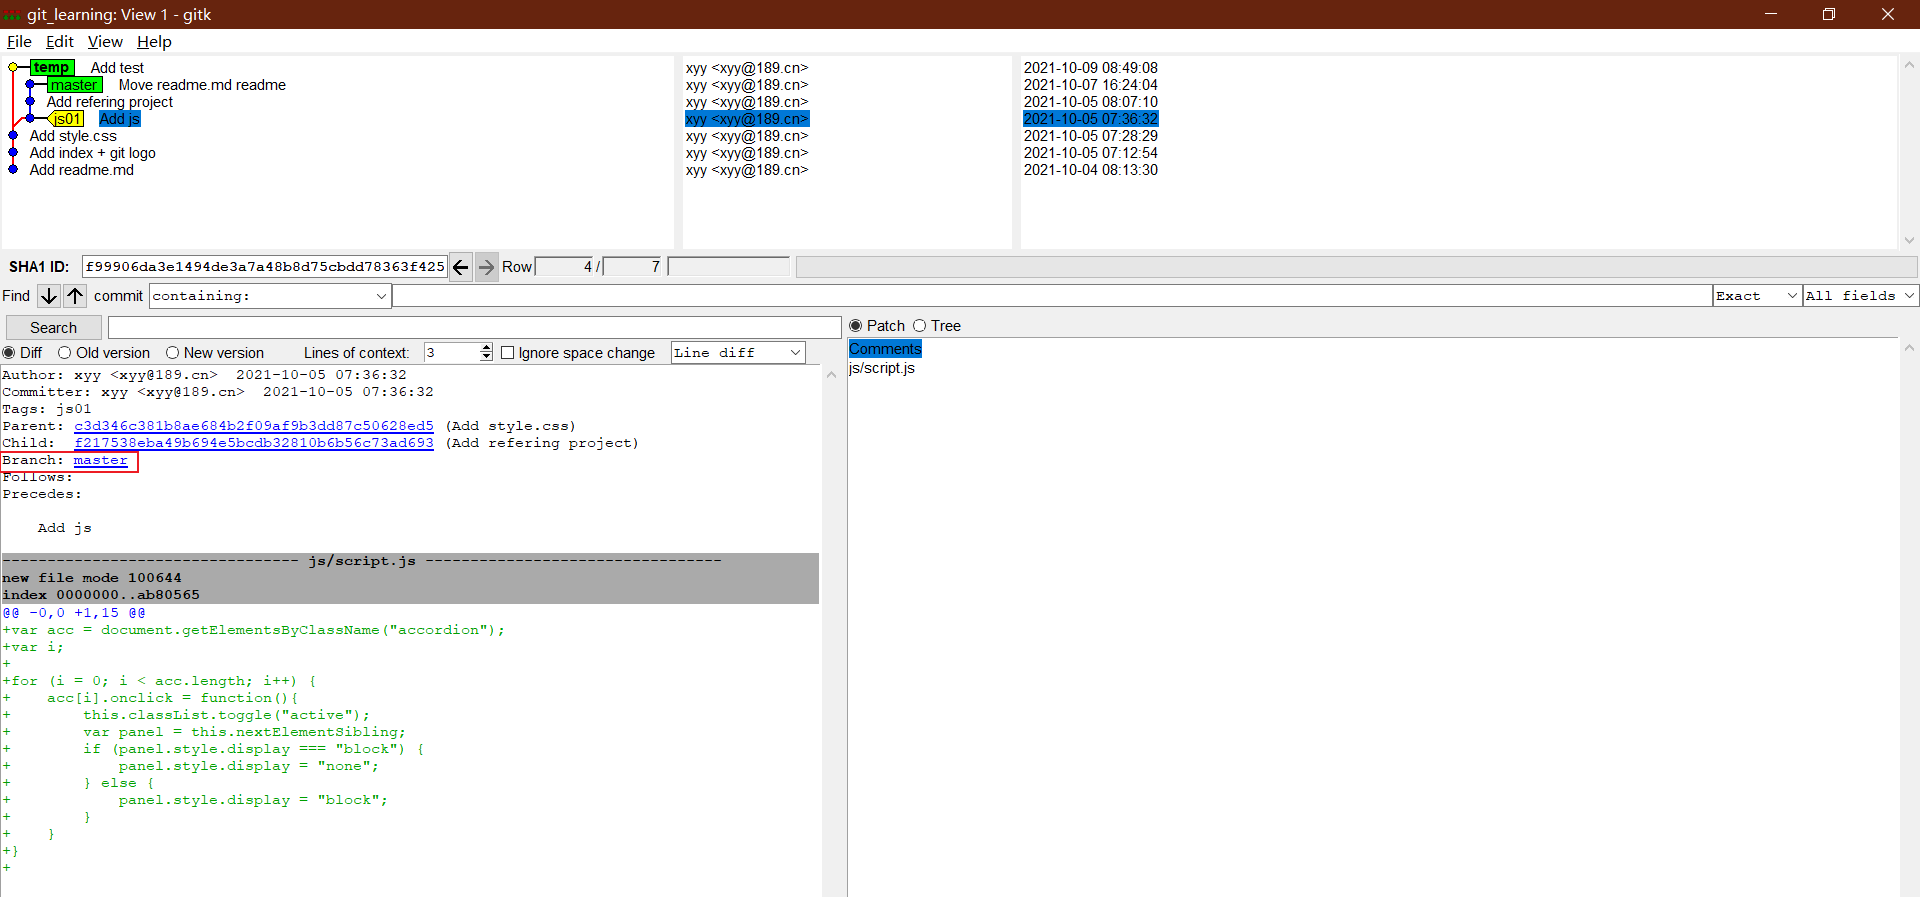 git_learning: View 1 - gitk
File Edit View Help
temp Add test xyy <xyy@189.cn> 2021-10-09 08:49:08
master Move readme.md readme xyy <xyy@189.cn> 2021-10-07 16:24:04
Add refering project xyy <xyy@189.cn> 2021-10-05 08:07:10
js01 Add js xyy <xyy@189.cn> 2021-10-05 07:36:32
Add style.css xyy <xyy@189.cn> 2021-10-05 07:28:29
Add index + git logo xyy <xyy@189.cn> 2021-10-05 07:12:54
Add readme.md xyy <xyy@189.cn> 2021-10-04 08:13:30
SHA1 ID: f99906da3e1494de3a7a48b8d75cbdd78363f425 Row 4 / 7
Find commit containing: Exact All fields
Search Patch Tree
Diff Old version New version Lines of context: 3 Ignore space change Line diff
Comments
js/script.js
Author: xyy <xyy@189.cn>  2021-10-05 07:36:32
Committer: xyy <xyy@189.cn>  2021-10-05 07:36:32
Tags: js01
Parent: c3d346c381b8ae684b2f09af9b3dd87c50628ed5 (Add style.css)
Child:  f217538eba49b694e5bcdb32810b6b56c73ad693 (Add refering project)
Branch: master
Follows:
Precedes:
    Add js
--------------------------------- js/script.js ---------------------------------
new file mode 100644
index 0000000..ab80565
@@ -0,0 +1,15 @@
+var acc = document.getElementsByClassName("accordion");
+var i;
+
+for (i = 0; i < acc.length; i++) {
+    acc[i].onclick = function(){
+        this.classList.toggle("active");
+        var panel = this.nextElementSibling;
+        if (panel.style.display === "block") {
+            panel.style.display = "none";
+        } else {
+            panel.style.display = "block";
+        }
+    }
+}
+